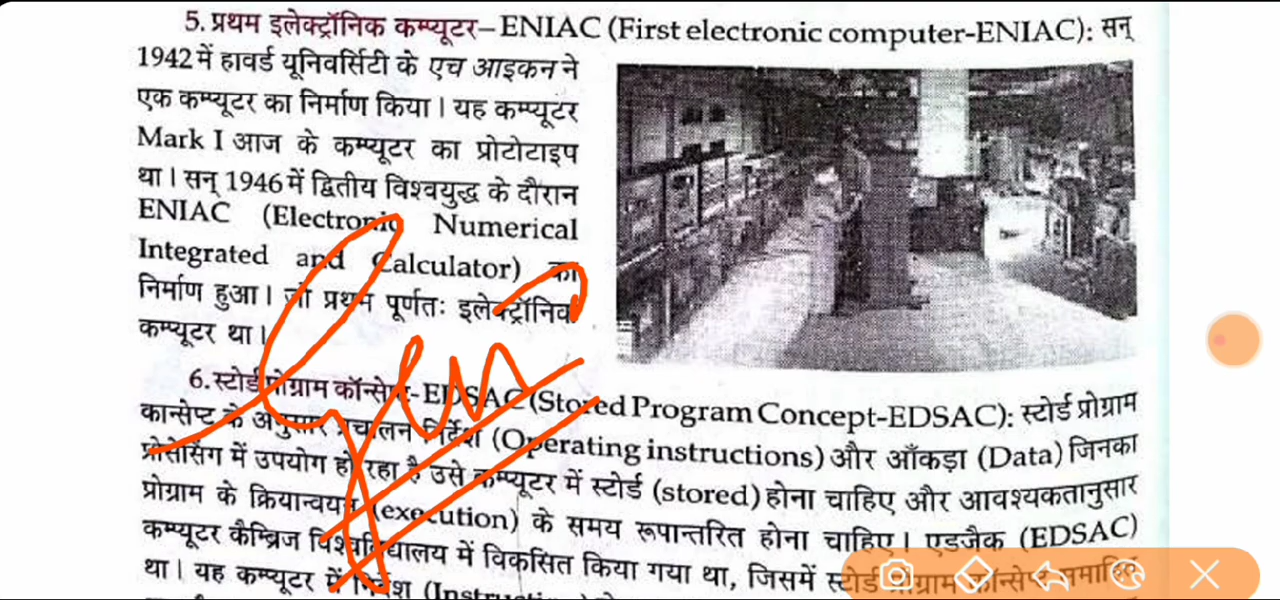 5. प्रथम इलेक्ट्रॉनिक कम्प्यूटर– ENIAC (First electronic computer-ENIAC): सन्
1942 में हावर्ड यूनिवर्सिटी के एच आइकन ने
एक कम्प्यूटर का निर्माण किया। यह कम्प्यूटर
Mark I आज के कम्प्यूटर का प्रोटोटाइप
था। सन् 1946 में द्वितीय विश्वयुद्ध के दौरान
ENIAC (Electronic Numerical
Integrated and Calculator) का
निर्माण हुआ। जो प्रथम पूर्णतः इलेक्ट्रॉनिक
कम्प्यूटर था।
6. स्टोर्ड प्रोग्राम कॉन्सेप्ट-EDSAC (Stored Program Concept-EDSAC): स्टोर्ड प्रोग्राम
कान्सेप्ट के अनुसार प्रचालन निर्देश (Operating instructions) और आँकड़ा (Data) जिनका
प्रोसेसिंग में उपयोग हो रहा है उसे कम्प्यूटर में स्टोर्ड (stored) होना चाहिए और आवश्यकतानुसार
प्रोग्राम के क्रियान्वयन (execution) के समय रूपान्तरित होना चाहिए। एडजैक (EDSAC)
कम्प्यूटर कैम्ब्रिज विश्वविद्यालय में विकसित किया गया था, जिसमें स्टोर्ड प्रोग्राम कॉन्सेप्ट समाहित
था। यह कम्प्यूटर में निर्देश